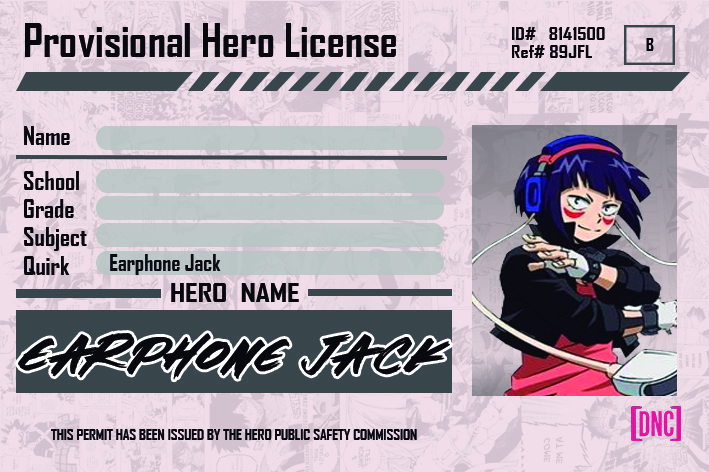 Provisional Hero License
ID# 8141500
Ref# 89JFL
B
Name
School
Grade
Subject
Quirk Earphone Jack
HERO NAME
EARPHONE JACK
THIS PERMIT HAS BEEN ISSUED BY THE HERO PUBLIC SAFETY COMMISSION
[DNC]